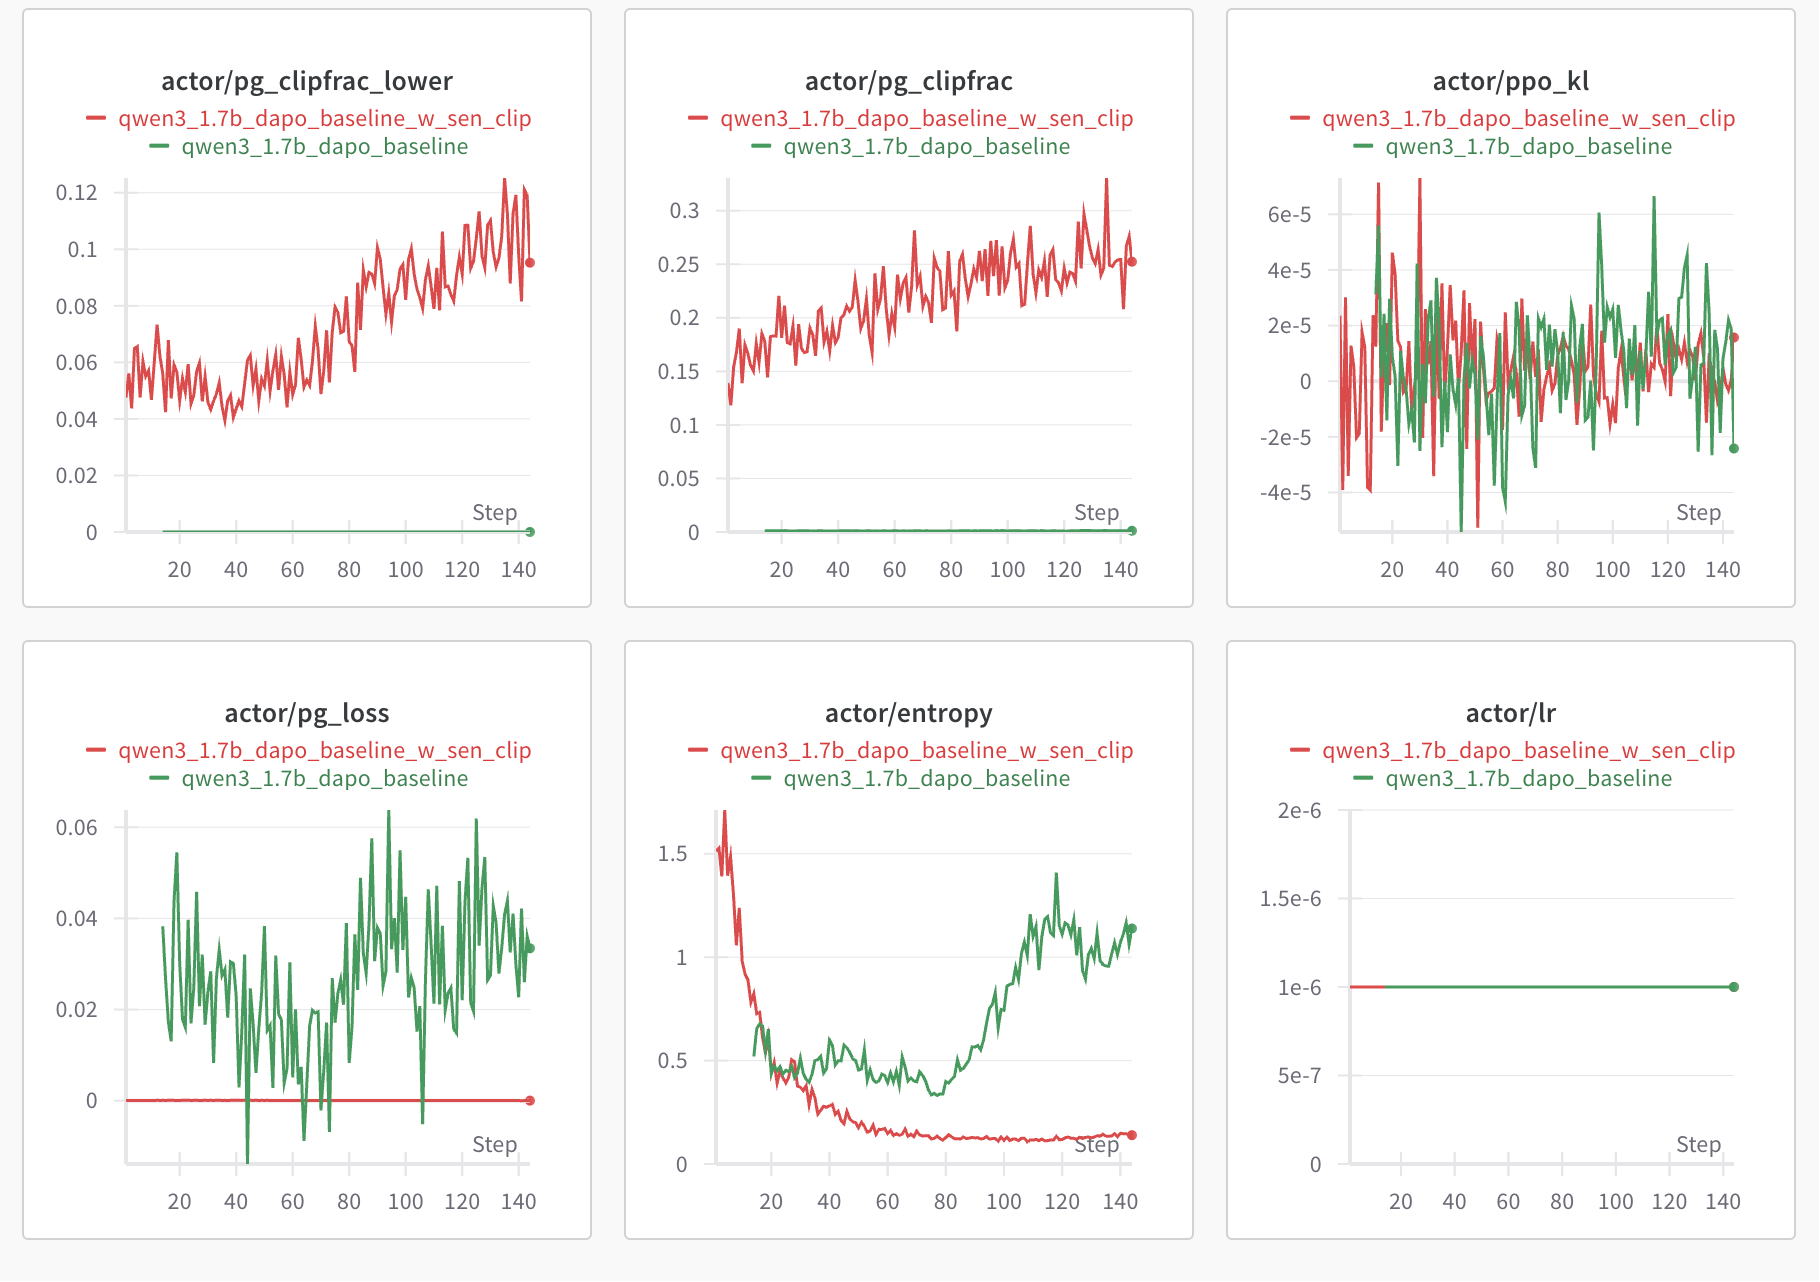 actor/pg_clipfrac_lower
qwen3_1.7b_dapo_baseline_w_sen_clip
qwen3_1.7b_dapo_baseline
0.12
0.1
0.08
0.06
0.04
0.02
0
Step
20 40 60 80 100 120 140
actor/pg_clipfrac
qwen3_1.7b_dapo_baseline_w_sen_clip
qwen3_1.7b_dapo_baseline
0.3
0.25
0.2
0.15
0.1
0.05
0
Step
20 40 60 80 100 120 140
actor/ppo_kl
qwen3_1.7b_dapo_baseline_w_sen_clip
qwen3_1.7b_dapo_baseline
6e-5
4e-5
2e-5
0
-2e-5
-4e-5
Step
20 40 60 80 100 120 140
actor/pg_loss
qwen3_1.7b_dapo_baseline_w_sen_clip
qwen3_1.7b_dapo_baseline
0.06
0.04
0.02
0
Step
20 40 60 80 100 120 140
actor/entropy
qwen3_1.7b_dapo_baseline_w_sen_clip
qwen3_1.7b_dapo_baseline
1.5
1
0.5
0
Step
20 40 60 80 100 120 140
actor/lr
qwen3_1.7b_dapo_baseline_w_sen_clip
qwen3_1.7b_dapo_baseline
2e-6
1.5e-6
1e-6
5e-7
0
Step
20 40 60 80 100 120 140